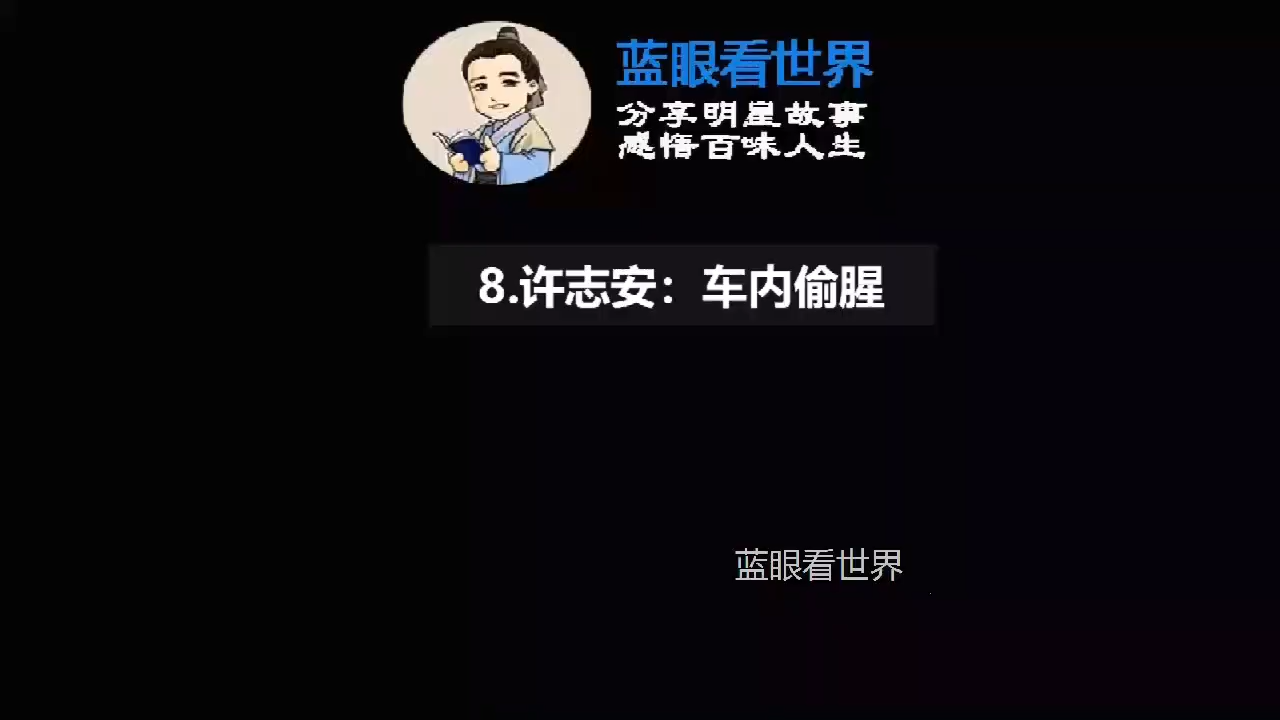 蓝眼看世界
分享明星故事
感悟百味人生
8.许志安：车内偷腥
蓝眼看世界